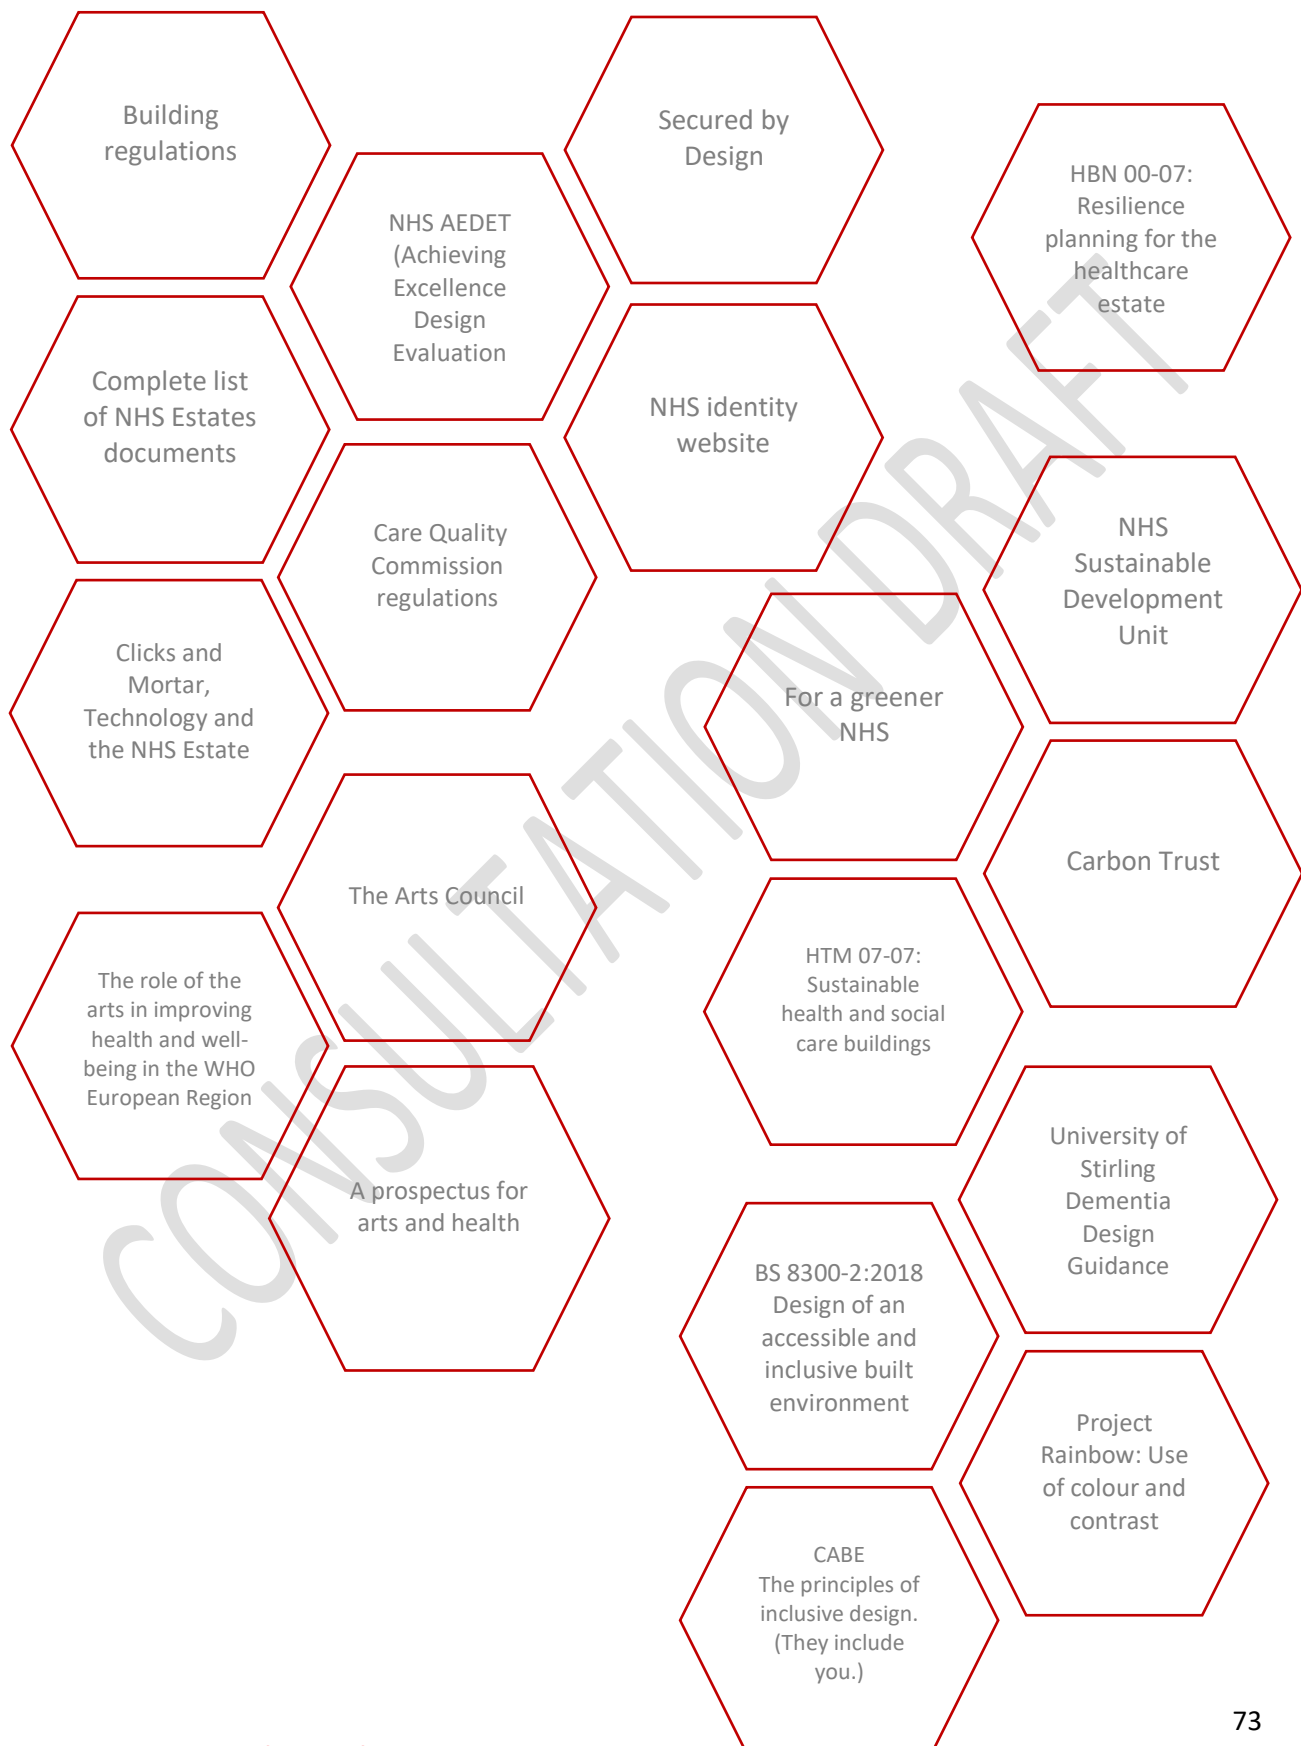 Building
regulations
Secured by
Design
HBN 00-07:
Resilience
planning for the
healthcare
estate
NHS AEDET
(Achieving
Excellence
Design
Evaluation
Complete list
of NHS Estates
documents
NHS identity
website
Care Quality
Commission
regulations
NHS
Sustainable
Development
Unit
Clicks and
Mortar,
Technology and
the NHS Estate
For a greener
NHS
Carbon Trust
The Arts Council
HTM 07-07:
Sustainable
health and social
care buildings
The role of the
arts in improving
health and well-
being in the WHO
European Region
University of
Stirling
Dementia
Design
Guidance
A prospectus for
arts and health
BS 8300-2:2018
Design of an
accessible and
inclusive built
environment
Project
Rainbow: Use
of colour and
contrast
CABE
The principles of
inclusive design.
(They include
you.)
CONSULTATION DRAFT
73